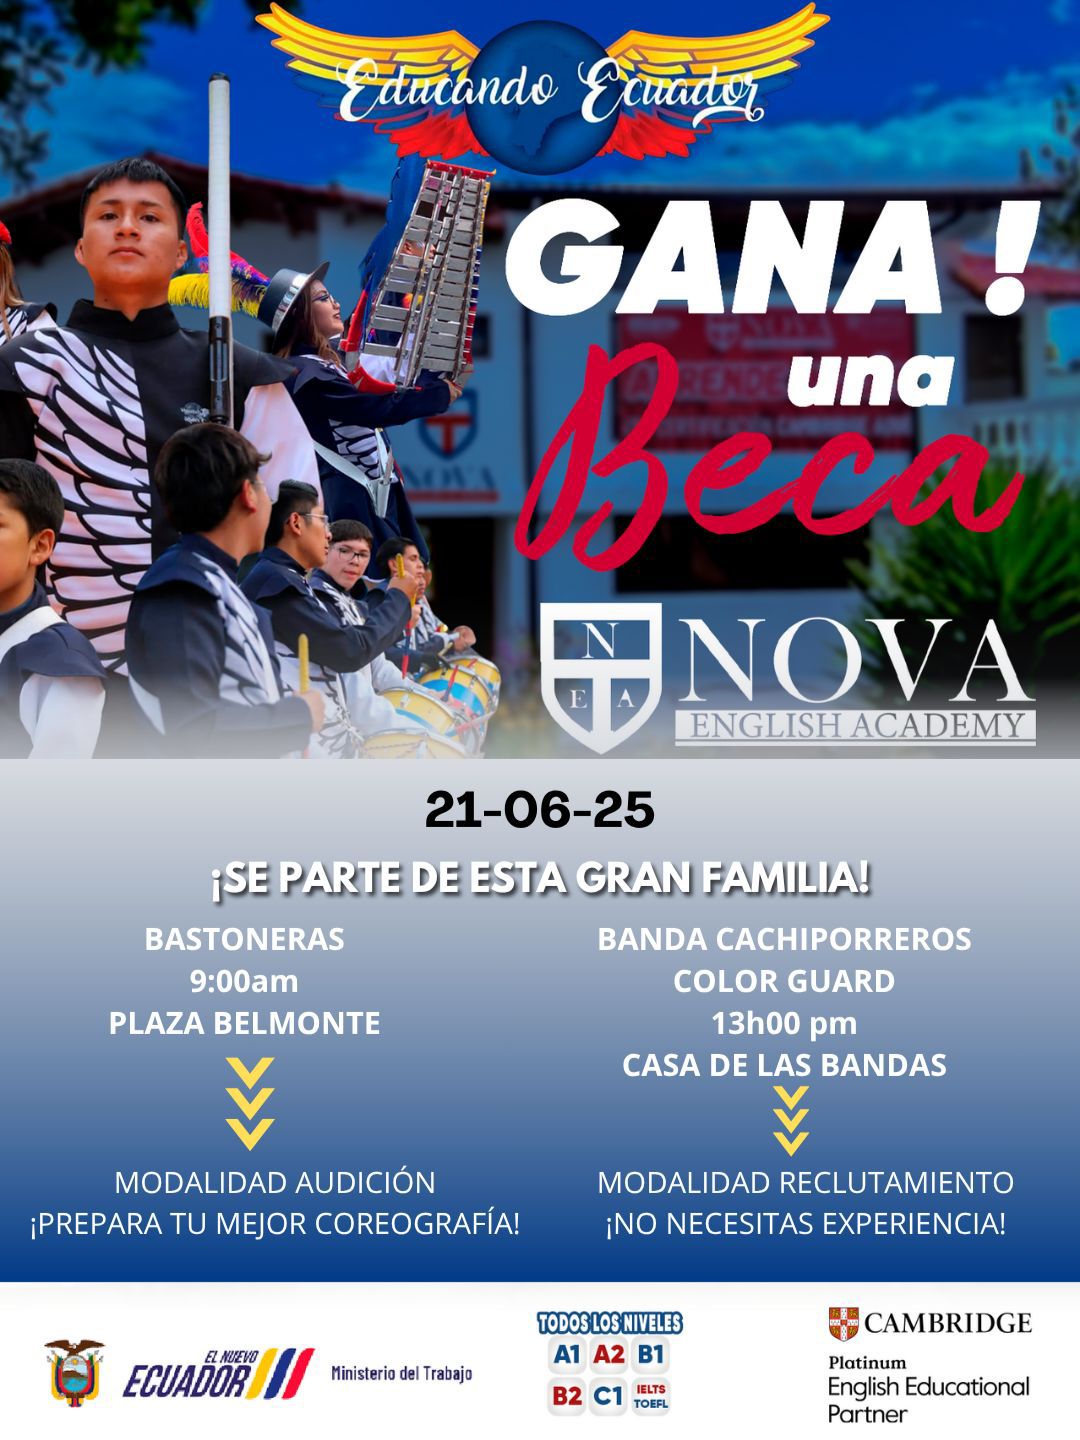 Educando Ecuador
GANA !
una
Beca
NOVA
N
E A
NOVA
ENGLISH ACADEMY
21-06-25
¡SE PARTE DE ESTA GRAN FAMILIA!
BASTONERAS
9:00am
PLAZA BELMONTE
BANDA CACHIPORREROS
COLOR GUARD
13h00 pm
CASA DE LAS BANDAS
MODALIDAD AUDICIÓN
¡PREPARA TU MEJOR COREOGRAFÍA!
MODALIDAD RECLUTAMIENTO
¡NO NECESITAS EXPERIENCIA!
EL NUEVO
ECUADOR
Ministerio del Trabajo
TODOS LOS NIVELES
A1 A2 B1
B2 C1 IELTS
TOEFL
CAMBRIDGE
Platinum
English Educational
Partner